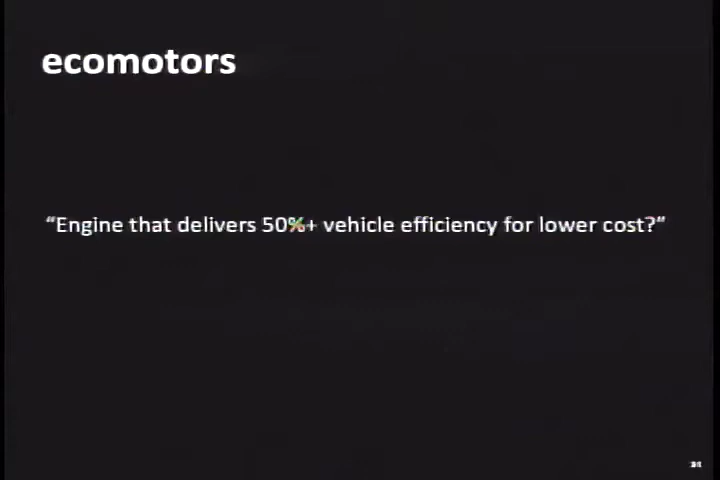 ecomotors
“Engine that delivers 50%+ vehicle efficiency for lower cost?”